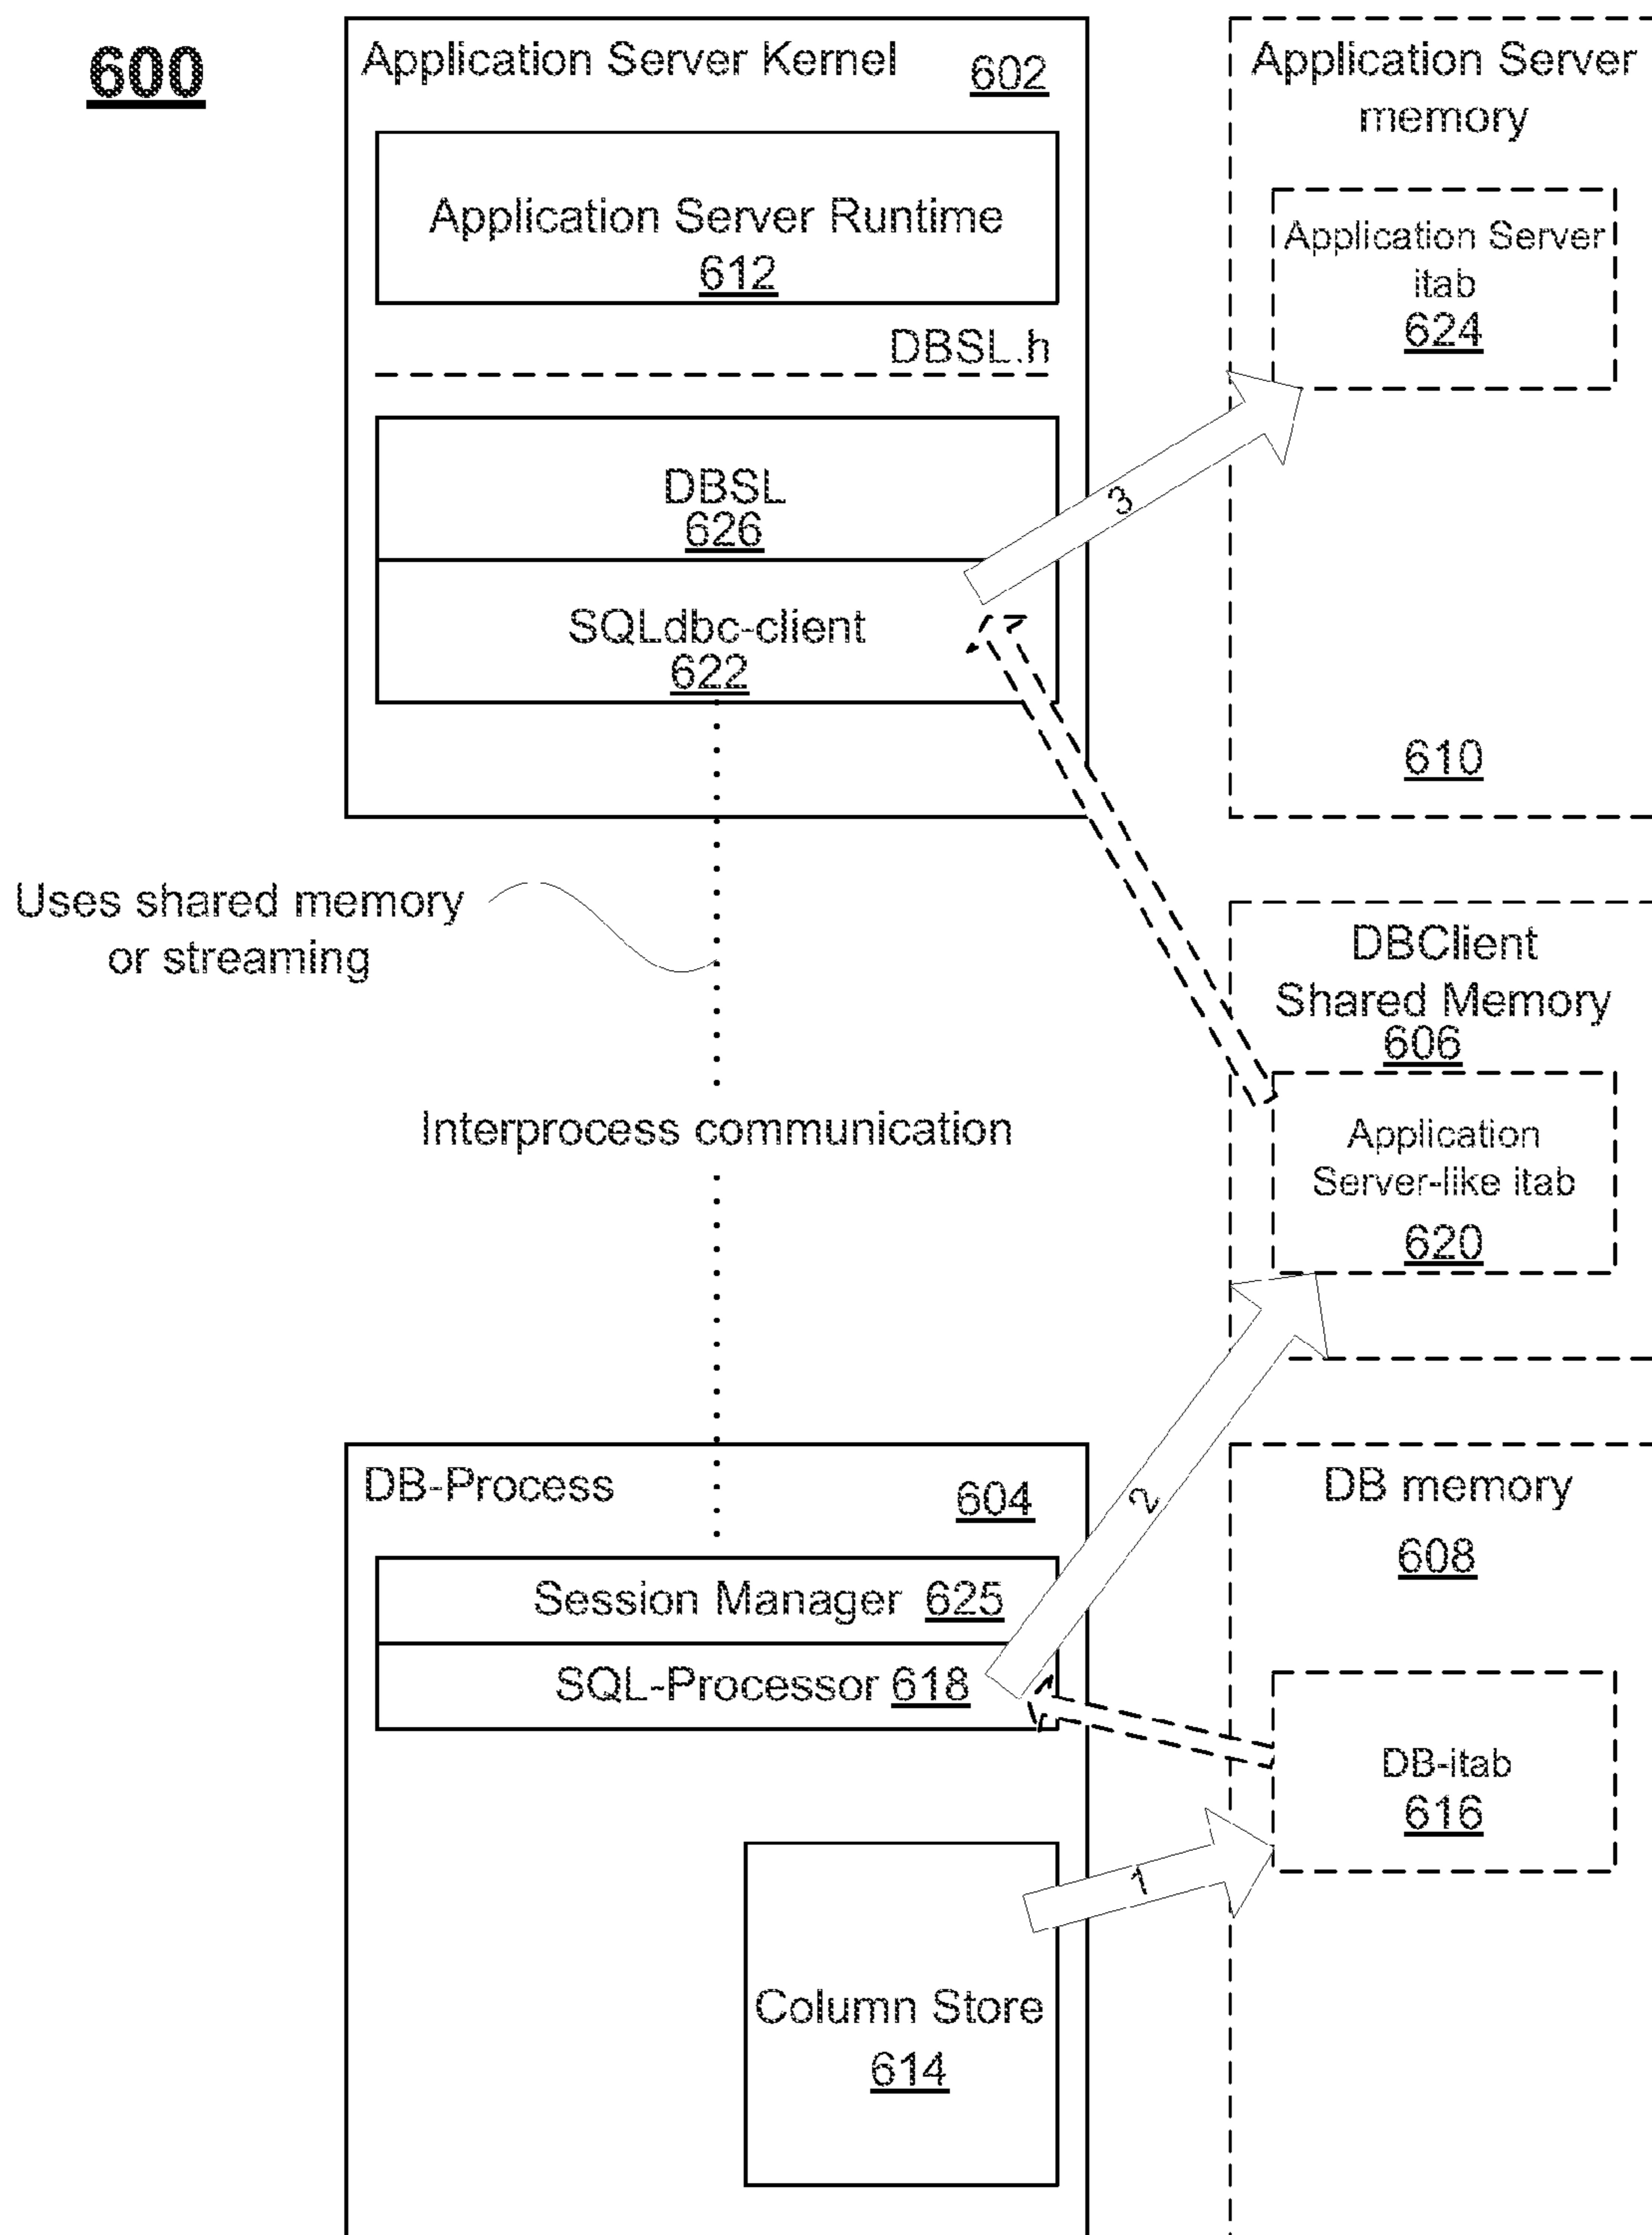 600
Application Server Kernel 602
Application Server Runtime
612
DBSL.h
DBSL
626
SQLdbc-client
622
Application Server
memory
Application Server
itab
624
3
610
Uses shared memory
or streaming
Interprocess communication
DBClient
Shared Memory
606
Application
Server-like itab
620
2
DB-Process 604
Session Manager 625
SQL-Processor 618
Column Store
614
1
DB memory
608
DB-itab
616